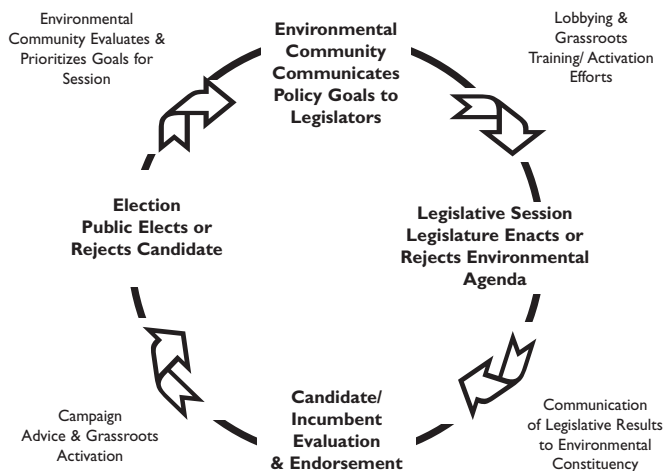 Environmental
Community Evaluates &
Prioritizes Goals for
Session
Environmental
Community
Communicates
Policy Goals to
Legislators
Lobbying &
Grassroots
Training/ Activation
Efforts
Election
Public Elects or
Rejects Candidate
Legislative Session
Legislature Enacts or
Rejects Environmental
Agenda
Campaign
Advice & Grassroots
Activation
Candidate/
Incumbent
Evaluation
& Endorsement
Communication
of Legislative Results
to Environmental
Constituency